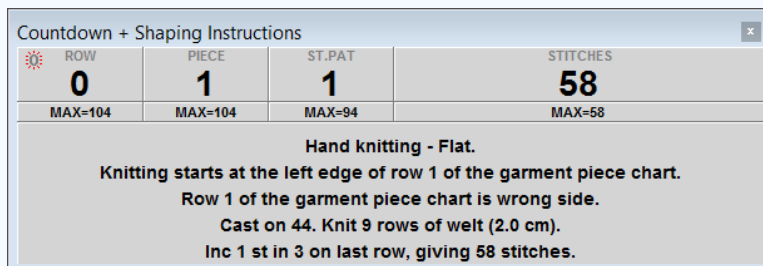 Countdown + Shaping Instructions
x
0 ROW PIECE ST.PAT STITCHES
0 1 1 58
MAX=104 MAX=104 MAX=94 MAX=58
Hand knitting - Flat.
Knitting starts at the left edge of row 1 of the garment piece chart.
Row 1 of the garment piece chart is wrong side.
Cast on 44. Knit 9 rows of welt (2.0 cm).
Inc 1 st in 3 on last row, giving 58 stitches.